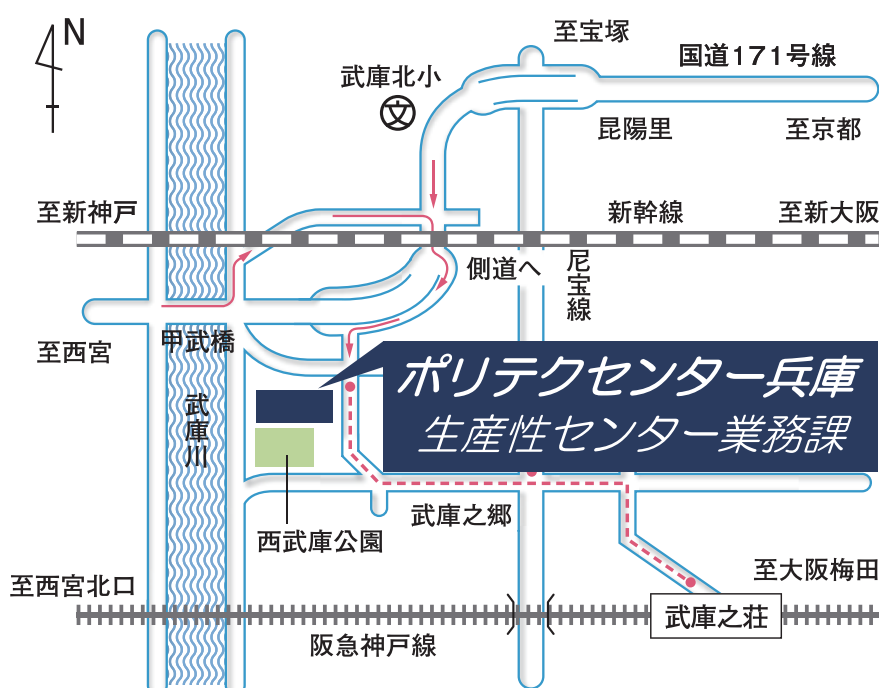 N
至宝塚
国道171号線
武庫北小
文
昆陽里
至京都
至新神戸
新幹線
至新大阪
側道へ
尼宝線
甲武橋
至西宮
ポリテクセンター兵庫
生産性センター業務課
武庫川
武庫之郷
西武庫公園
至大阪梅田
至西宮北口
武庫之荘
阪急神戸線